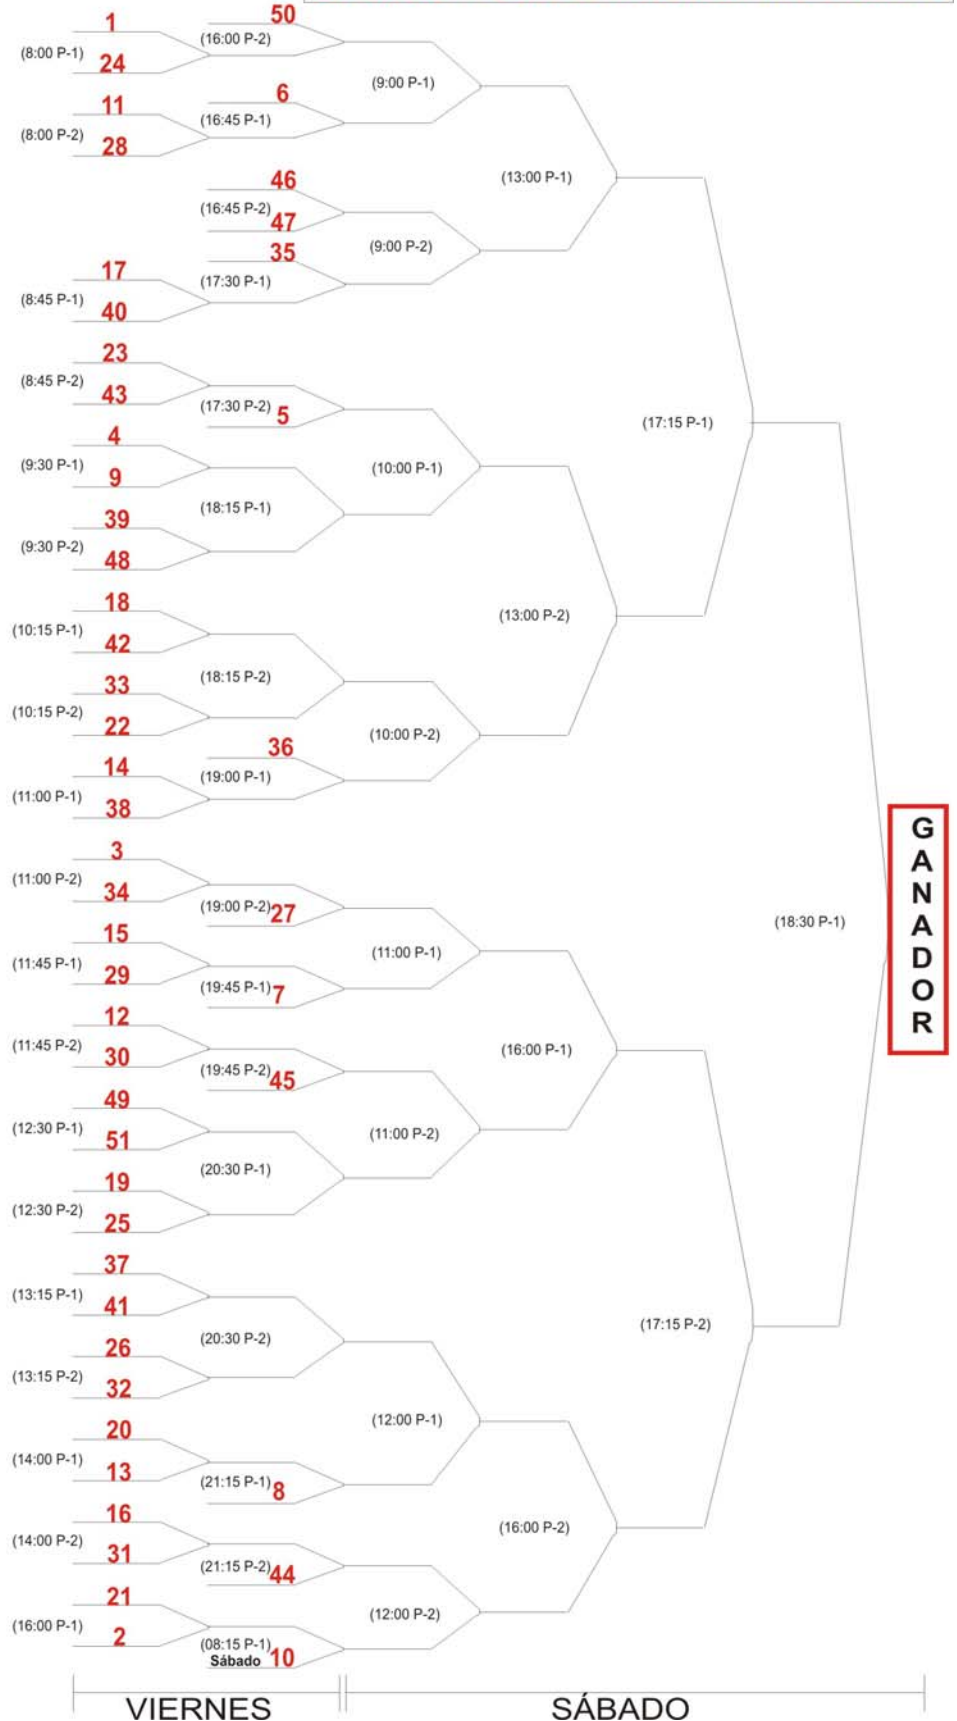 1
50
(8:00 P-1)
(16:00 P-2)
24
(9:00 P-1)
11
6
(8:00 P-2)
(16:45 P-1)
28
(13:00 P-1)
46
(16:45 P-2)
47
(9:00 P-2)
35
17
(17:30 P-1)
(8:45 P-1)
40
23
(8:45 P-2)
43
(17:30 P-2) 5
(17:15 P-1)
4
(9:30 P-1)
(10:00 P-1)
9
39
(18:15 P-1)
(9:30 P-2)
48
18
(13:00 P-2)
(10:15 P-1)
42
33
(18:15 P-2)
(10:15 P-2)
22
(10:00 P-2)
36
14
(19:00 P-1)
(11:00 P-1)
38
3
(11:00 P-2)
34
(19:00 P-2) 27
(18:30 P-1)
15
(11:00 P-1)
(11:45 P-1)
29
(19:45 P-1) 7
12
(11:45 P-2)
(16:00 P-1)
30
(19:45 P-2) 45
49
(12:30 P-1)
(11:00 P-2)
51
(20:30 P-1)
19
(12:30 P-2)
25
37
(13:15 P-1)
41
(17:15 P-2)
26
(20:30 P-2)
(13:15 P-2)
32
20
(12:00 P-1)
(14:00 P-1)
13
(21:15 P-1) 8
16
(16:00 P-2)
(14:00 P-2)
31
(21:15 P-2) 44
21
(12:00 P-2)
(16:00 P-1)
2
(08:15 P-1)
Sábado 10
G
A
N
A
D
O
R
VIERNES
SÁBADO